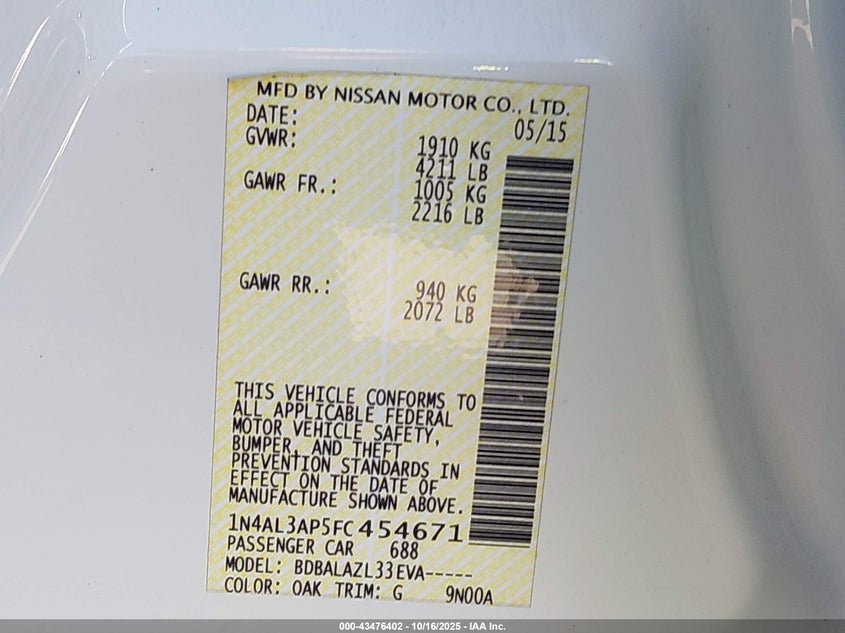 MFD BY NISSAN MOTOR CO., LTD.
DATE: 05/15
GVWR: 1910 KG
4211 LB
GAWR FR.: 1005 KG
2216 LB
GAWR RR.: 940 KG
2072 LB
THIS VEHICLE CONFORMS TO
ALL APPLICABLE FEDERAL
MOTOR VEHICLE SAFETY,
BUMPER, AND THEFT
PREVENTION STANDARDS IN
EFFECT ON THE DATE OF
MANUFACTURE SHOWN ABOVE.
1N4AL3AP5FC454671
PASSENGER CAR 688
MODEL: BDBALAZL33EVA-----
COLOR: QAK TRIM: G 9N00A
000-43476402 - 10/16/2025 - IAA Inc.